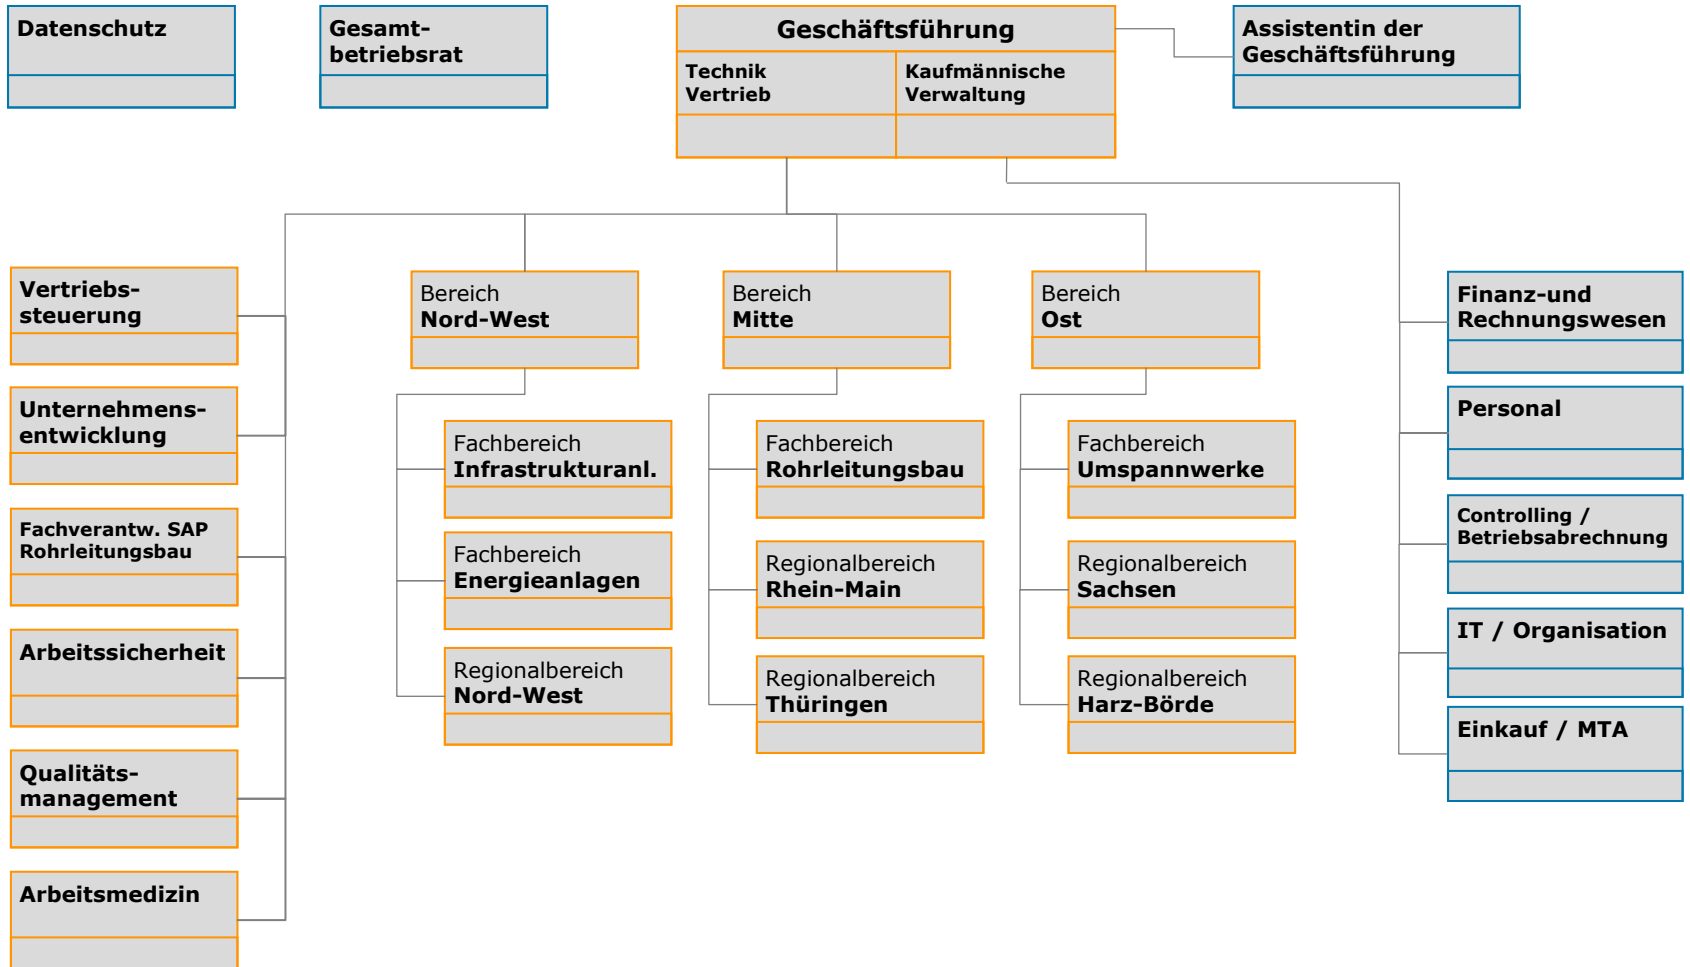 Datenschutz
Gesamt-
betriebsrat
Geschäftsführung
Technik
Vertrieb
Kaufmännische
Verwaltung
Assistentin der
Geschäftsführung
Vertriebs-
steuerung
Unternehmens-
entwicklung
Fachverantw. SAP
Rohrleitungsbau
Arbeitssicherheit
Qualitäts-
management
Arbeitsmedizin
Bereich
Nord-West
Fachbereich
Infrastrukturanl.
Fachbereich
Energieanlagen
Regionalbereich
Nord-West
Bereich
Mitte
Fachbereich
Rohrleitungsbau
Regionalbereich
Rhein-Main
Regionalbereich
Thüringen
Bereich
Ost
Fachbereich
Umspannwerke
Regionalbereich
Sachsen
Regionalbereich
Harz-Börde
Finanz-und
Rechnungswesen
Personal
Controlling /
Betriebsabrechnung
IT / Organisation
Einkauf / MTA